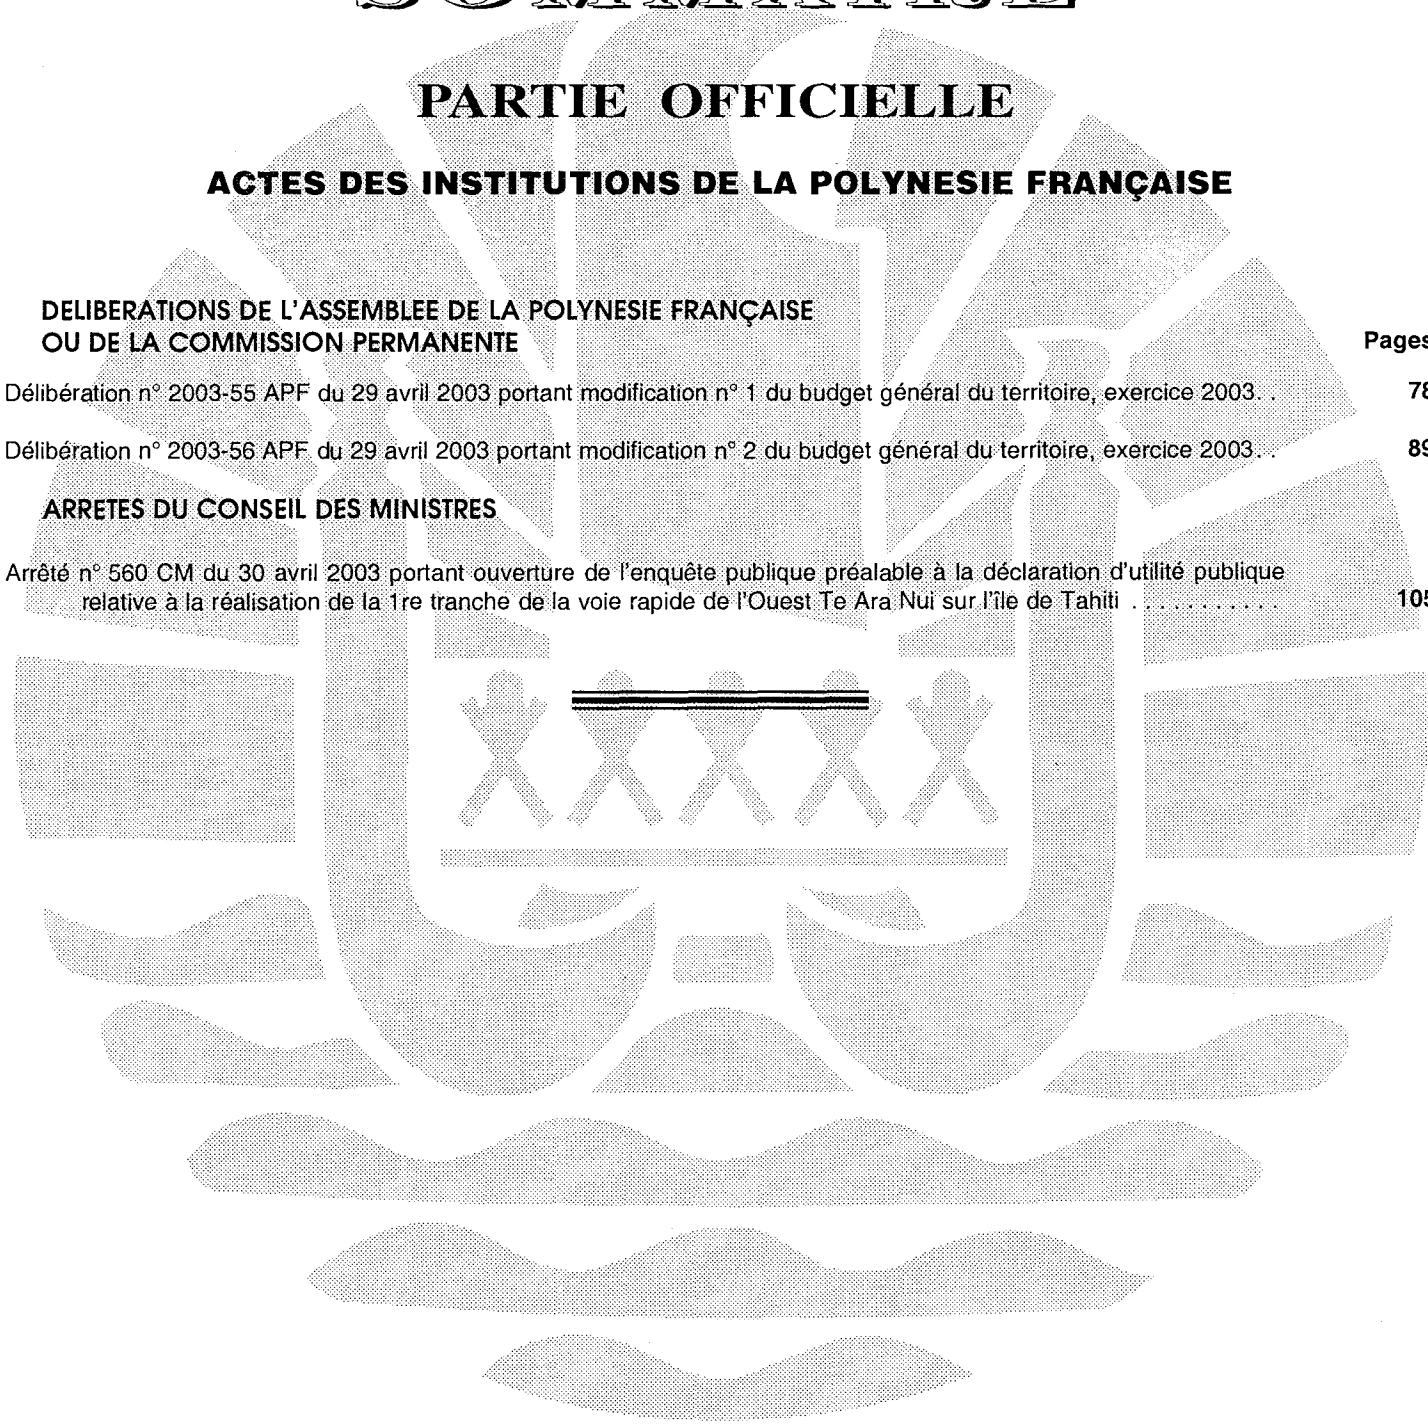 SOMMAIRE
PARTIE OFFICIELLE
ACTES DES INSTITUTIONS DE LA POLYNESIE FRANÇAISE
DELIBERATIONS DE L'ASSEMBLEE DE LA POLYNESIE FRANÇAISE
OU DE LA COMMISSION PERMANENTE
Pages
Délibération n° 2003-55 APF du 29 avril 2003 portant modification n° 1 du budget général du territoire, exercice 2003. . 78
Délibération n° 2003-56 APF du 29 avril 2003 portant modification n° 2 du budget général du territoire, exercice 2003. . 89
ARRETES DU CONSEIL DES MINISTRES
Arrêté n° 560 CM du 30 avril 2003 portant ouverture de l'enquête publique préalable à la déclaration d'utilité publique
relative à la réalisation de la 1re tranche de la voie rapide de l'Ouest Te Ara Nui sur l'île de Tahiti . . . . . . . . . . . 105